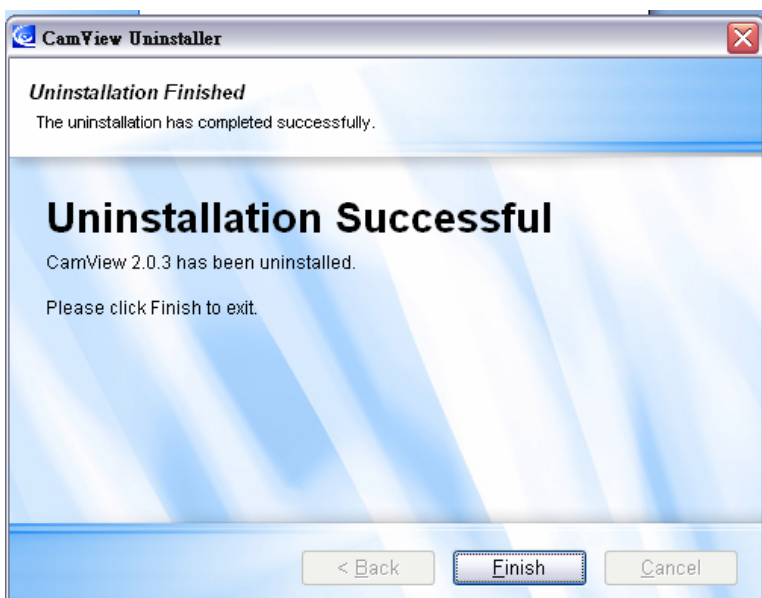 CamView Uninstaller
Uninstallation Finished
The uninstallation has completed successfully.
Uninstallation Successful
CamView 2.0.3 has been uninstalled.
Please click Finish to exit.
< Back Finish Cancel